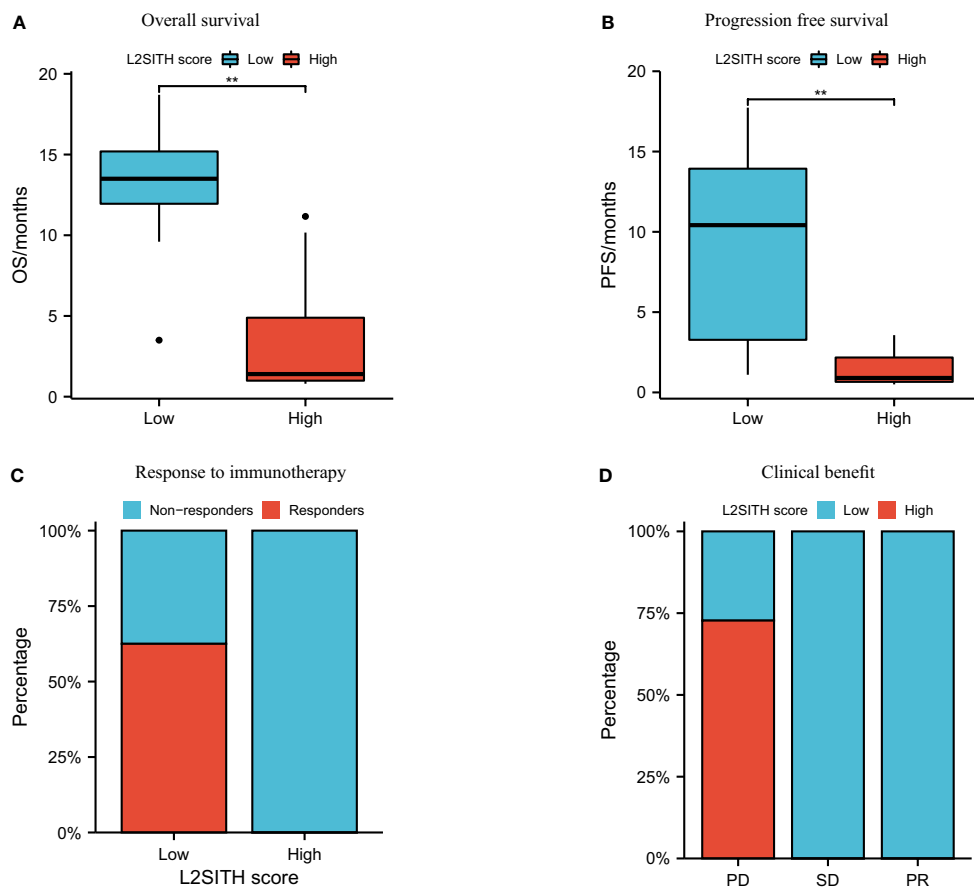 A
Overall survival
L2SITH score Low High
**
20
15
10
5
0
OS/months
Low High
B
Progression free survival
L2SITH score Low High
**
20
15
10
5
0
PFS/months
Low High
C
Response to immunotherapy
Non−responders Responders
100%
75%
50%
25%
0%
Percentage
Low High
L2SITH score
D
Clinical benefit
L2SITH score Low High
100%
75%
50%
25%
0%
Percentage
PD SD PR